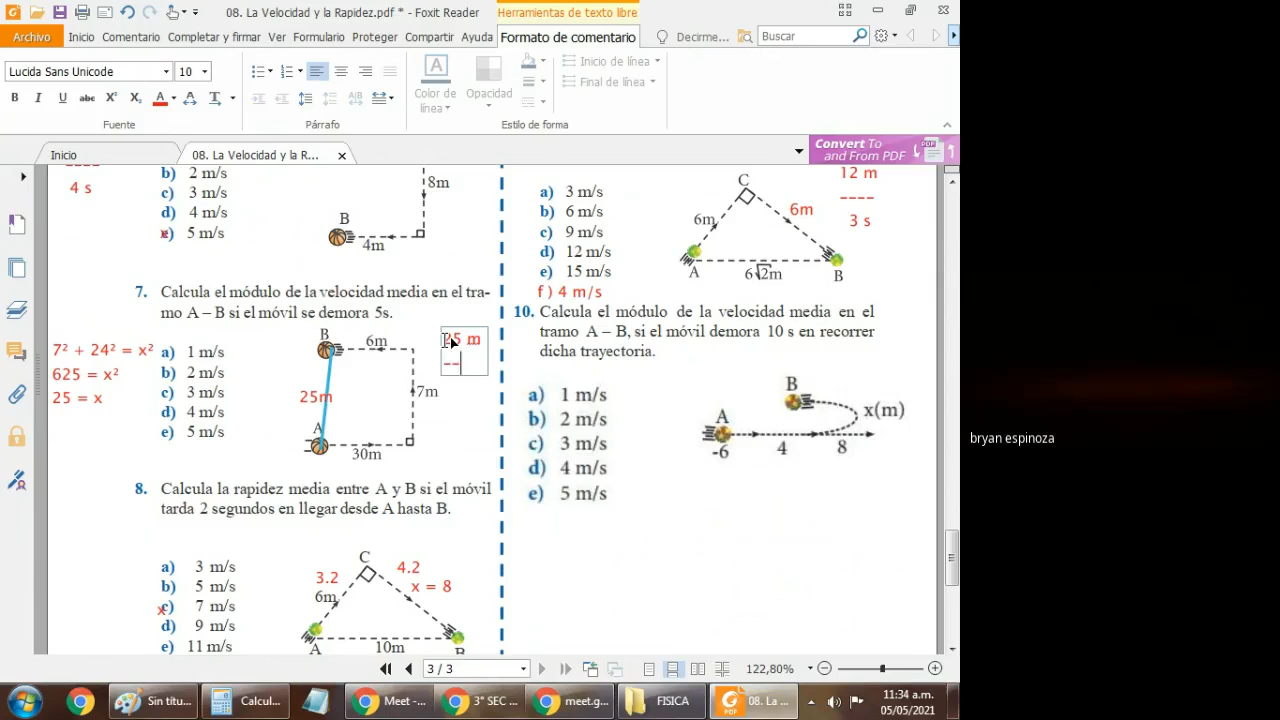 08. La Velocidad y la Rapidez.pdf * - Foxit Reader
Herramientas de texto libre
Archivo Inicio Comentario Completar y firmar Ver Formulario Proteger Compartir Ayuda Formato de comentario Decirme... Buscar
Lucida Sans Unicode 10
Inicio de línea
Final de línea
Color de línea
Opacidad
Fuente Párrafo Estilo de forma
Inicio
08. La Velocidad y la R...
Convert To
and From PDF
4 s
b) 2 m/s
c) 3 m/s
d) 4 m/s
e) 5 m/s
x
8m
B
4m
7. Calcula el módulo de la velocidad media en el tra-
mo A – B si el móvil se demora 5s.
7² + 24² = x²
625 = x²
25 = x
a) 1 m/s
b) 2 m/s
c) 3 m/s
d) 4 m/s
e) 5 m/s
B
6m
25 m
--
25m
7m
A
30m
8. Calcula la rapidez media entre A y B si el móvil
tarda 2 segundos en llegar desde A hasta B.
a) 3 m/s
b) 5 m/s
c) 7 m/s
x
d) 9 m/s
e) 11 m/s
C
3.2
6m
4.2
x = 8
A
10m
B
a) 3 m/s
b) 6 m/s
c) 9 m/s
d) 12 m/s
e) 15 m/s
f) 4 m/s
C
6m
6m
A
6√2m
B
12 m
----
3 s
10. Calcula el módulo de la velocidad media en el
tramo A – B, si el móvil demora 10 s en recorrer
dicha trayectoria.
a) 1 m/s
b) 2 m/s
c) 3 m/s
d) 4 m/s
e) 5 m/s
B
A
x(m)
-6
4
8
3 / 3
122,80%
Sin títu...
Calcul...
Meet -...
3° SEC ...
meet.g...
FISICA
08. La ...
11:34 a.m.
05/05/2021
bryan espinoza